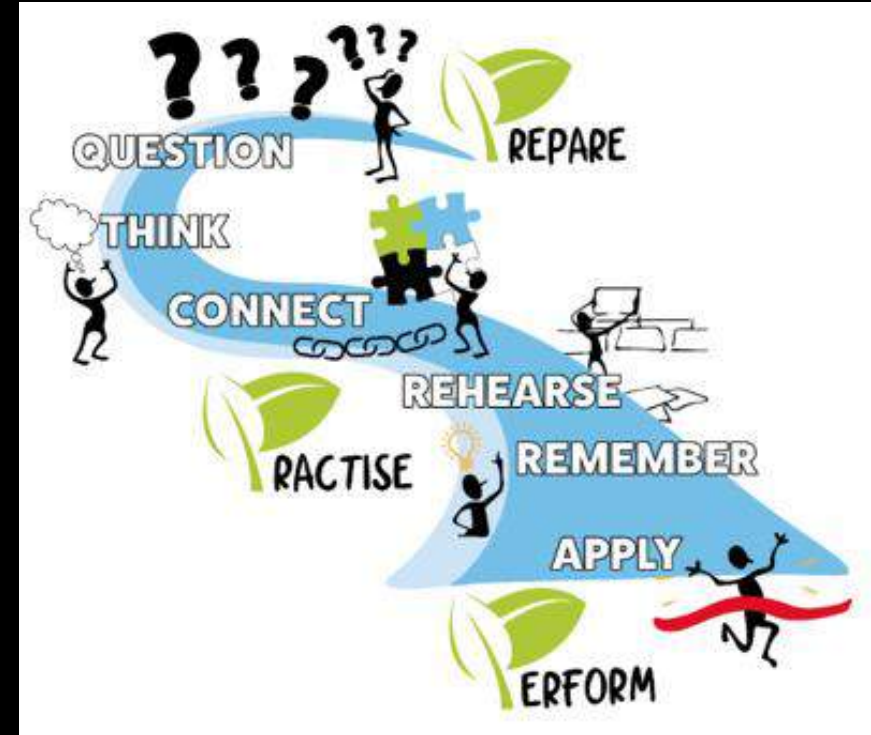 ? ? ? ? ? ?
QUESTION
REPARE
THINK
CONNECT
REHEARSE
RACTISE
REMEMBER
APPLY
ERFORM